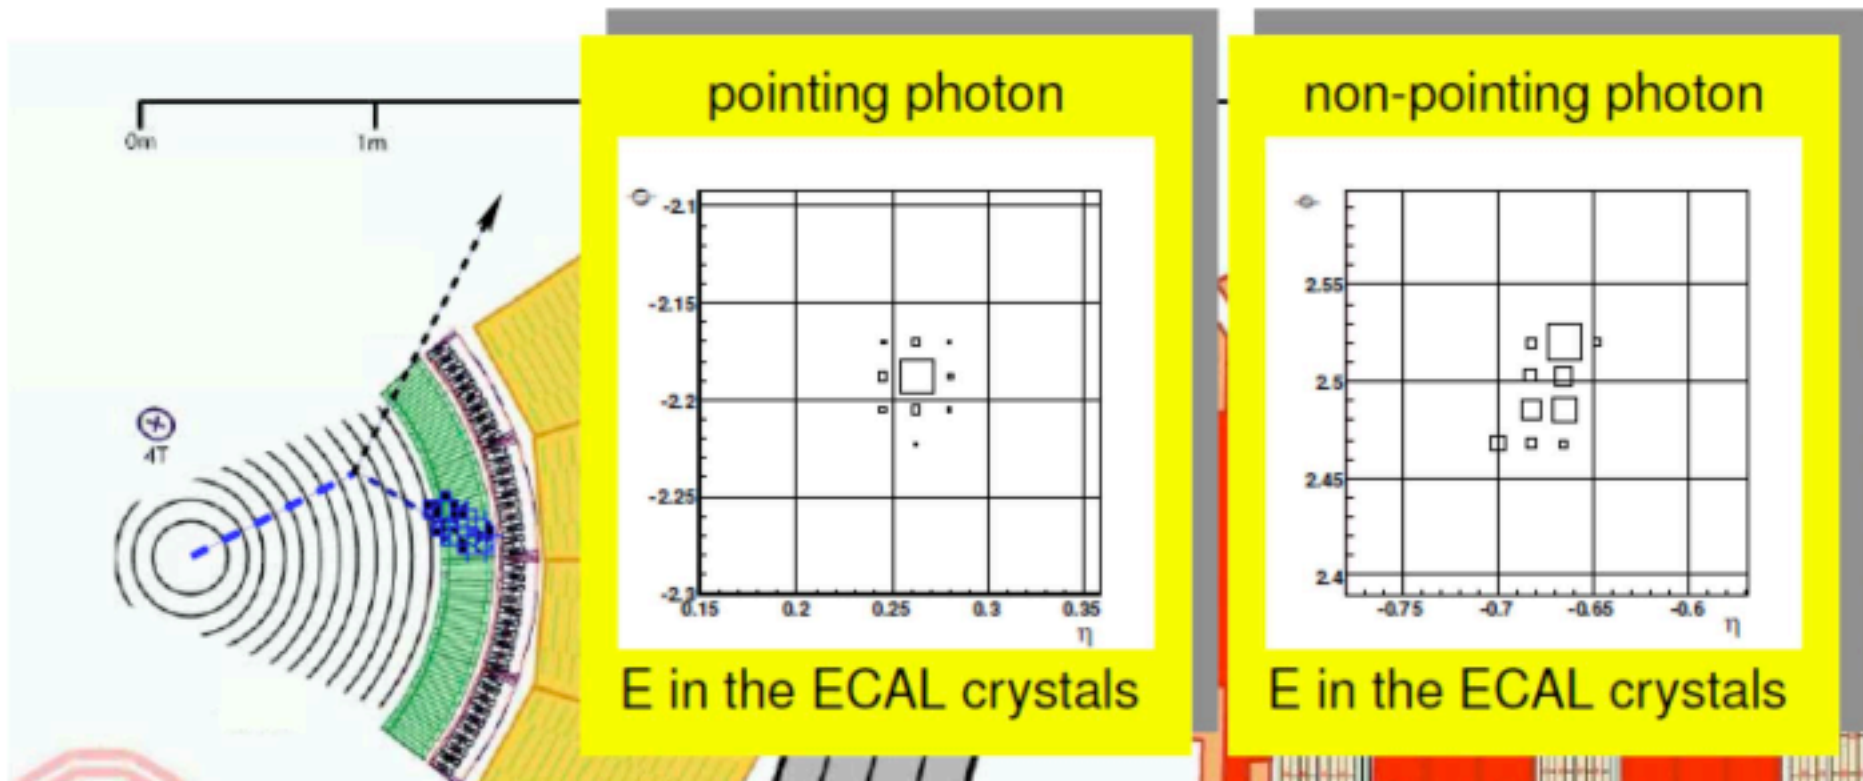 pointing photon
non-pointing photon
0m
1m
ϕ
-2.1
-2.15
-2.2
-2.25
-2.3
0.15
0.2
0.25
0.3
0.35
η
ϕ
2.55
2.5
2.45
2.4
-0.75
-0.7
-0.65
-0.6
η
4T
E in the ECAL crystals
E in the ECAL crystals